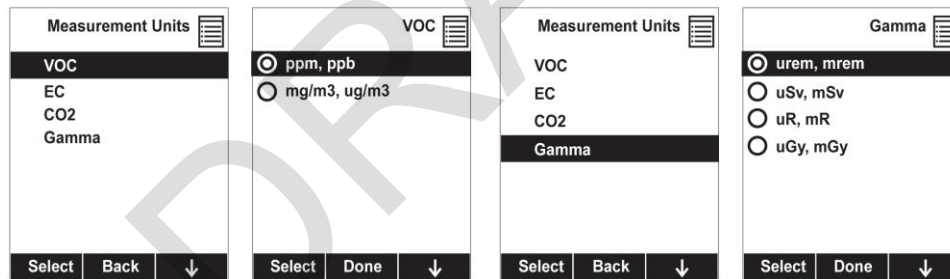 Measurement Units
VOC
EC
CO2
Gamma
Select Back ↓
VOC
ppm, ppb
mg/m3, ug/m3
Select Done ↓
Measurement Units
VOC
EC
CO2
Gamma
Select Back ↓
Gamma
urem, mrem
uSv, mSv
uR, mR
uGy, mGy
Select Done ↓